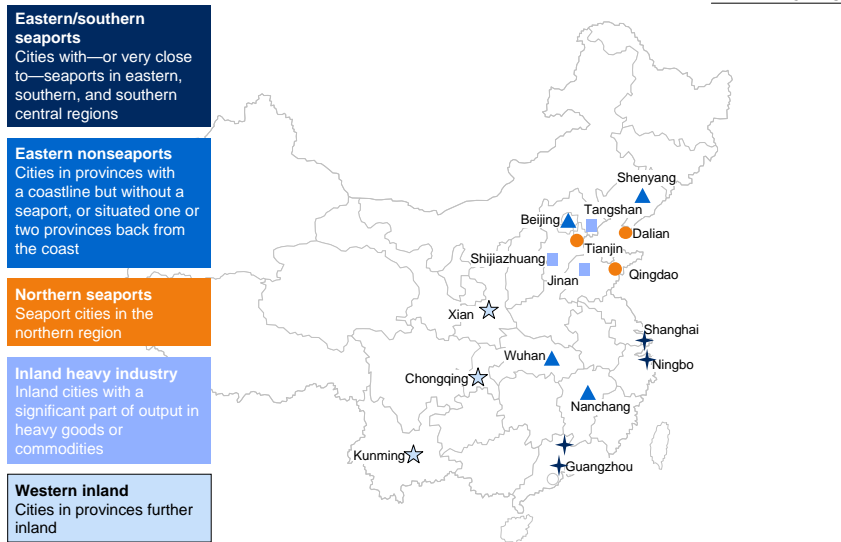 Eastern/southern
seaports
Cities with—or very close
to—seaports in eastern,
southern, and southern
central regions
Eastern nonseaports
Cities in provinces with
a coastline but without a
seaport, or situated one or
two provinces back from
the coast
Northern seaports
Seaport cities in the
northern region
Inland heavy industry
Inland cities with a
significant part of output in
heavy goods or
commodities
Western inland
Cities in provinces further
inland
Shenyang
Tangshan
Beijing
Dalian
Tianjin
Shijiazhuang
Qingdao
Jinan
Xian
Shanghai
Wuhan
Ningbo
Chongqing
Nanchang
Kunming
Guangzhou